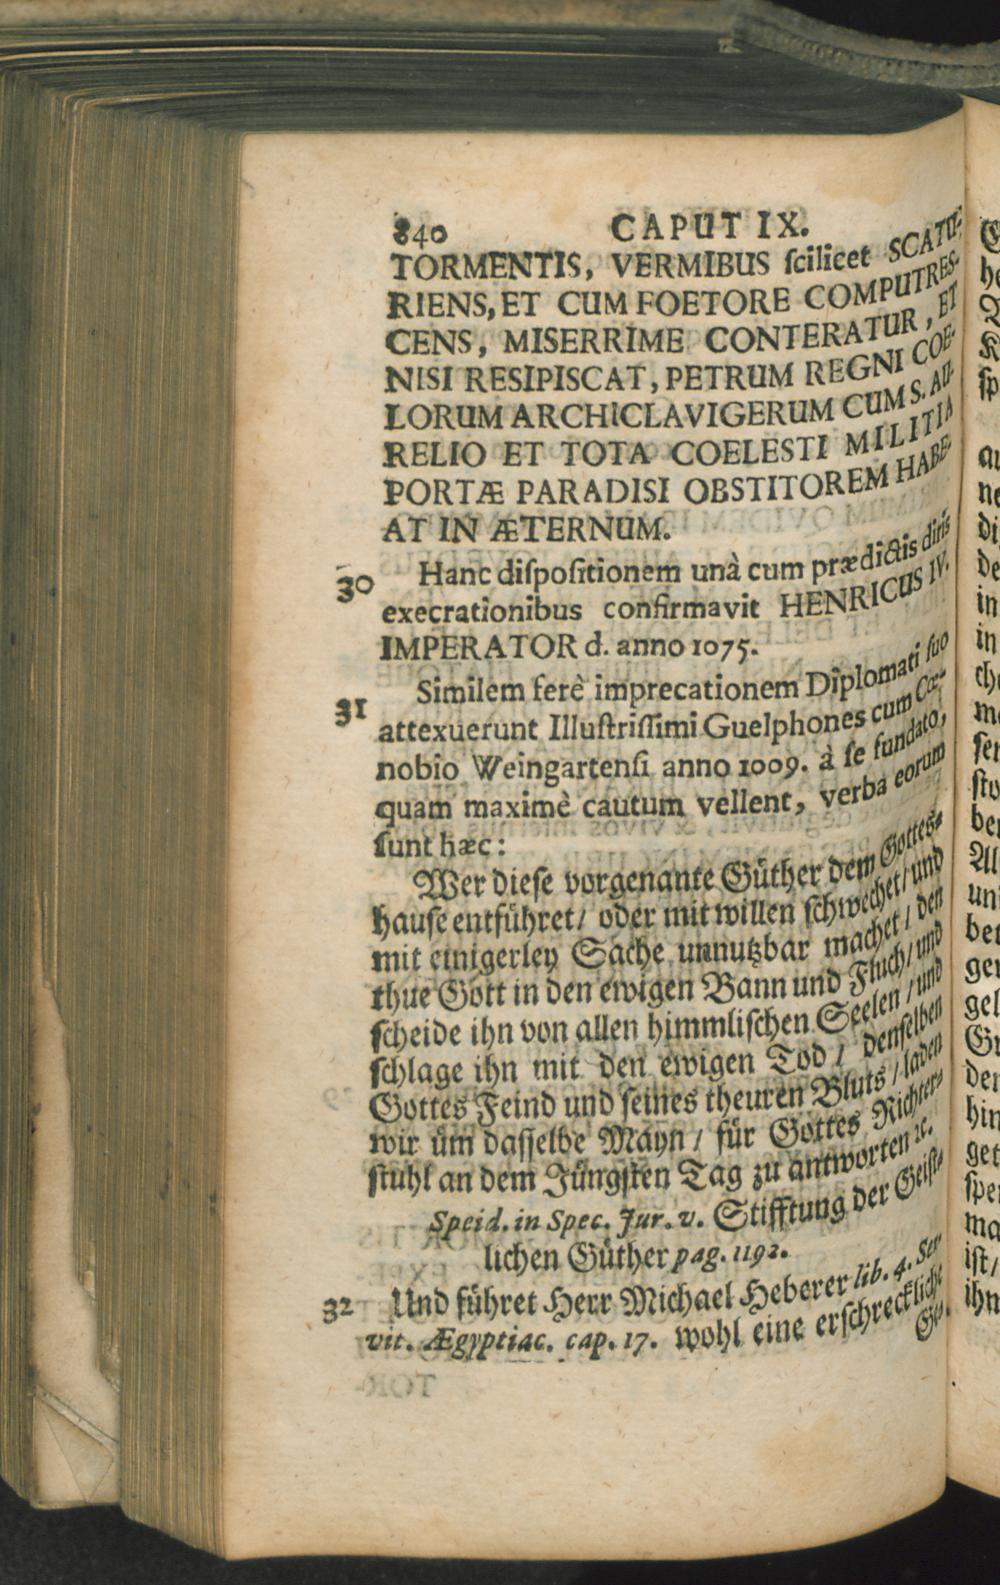 840 CAPUT IX.
TORMENTIS, VERMIBUS ſcilicet SCATU-
RIENS, ET CUM FOETORE COMPUTRES-
CENS, MISERRIME CONTERATUR, ET
NISI RESIPISCAT, PETRUM REGNI COE-
LORUM ARCHICLAVIGERUM CUM S. AU-
RELIO ET TOTA COELESTI MILITIA
PORTÆ PARADISI OBSTITOREM HABE-
AT IN ÆTERNUM.
30 Hanc diſpoſitionem unà cum prædictis diris
execrationibus confirmavit HENRICUS IV.
IMPERATOR d. anno 1075.
31 Similem ferè imprecationem Diplomati ſuo
attexuerunt Illuſtriſſimi Guelphones cum Cœ-
nobio Weingartenſi anno 1009. à ſe fundato,
quam maximè cautum vellent, verba eorum
ſunt hæc:
Wer dieſe vorgenante Güther dem Gottes-
hauſe entführet/ oder mit willen ſchwechet/ und
mit einigerley Sache unnutzbar machet/ den
thue Gott in den ewigen Bann und Fluch/ und
ſcheide ihn von allen himmliſchen Seelen/ und
ſchlage ihn mit den ewigen Tod/ denſelben
Gottes Feind und ſeines theuren Bluts/ laden
wir üm daſſelbe Mayn/ für Gottes Richter-
ſtuhl an dem Jüngſten Tag zu antworten ꝛc.
Speid. in Spec. Jur. v. Stifftung der Geiſt-
lichen Güther pag. 1192.
32 Und führet Herr Michael Heberer lib. 4. Ser-
vit. Ægyptiac. cap. 17. wohl eine erſchreckliche